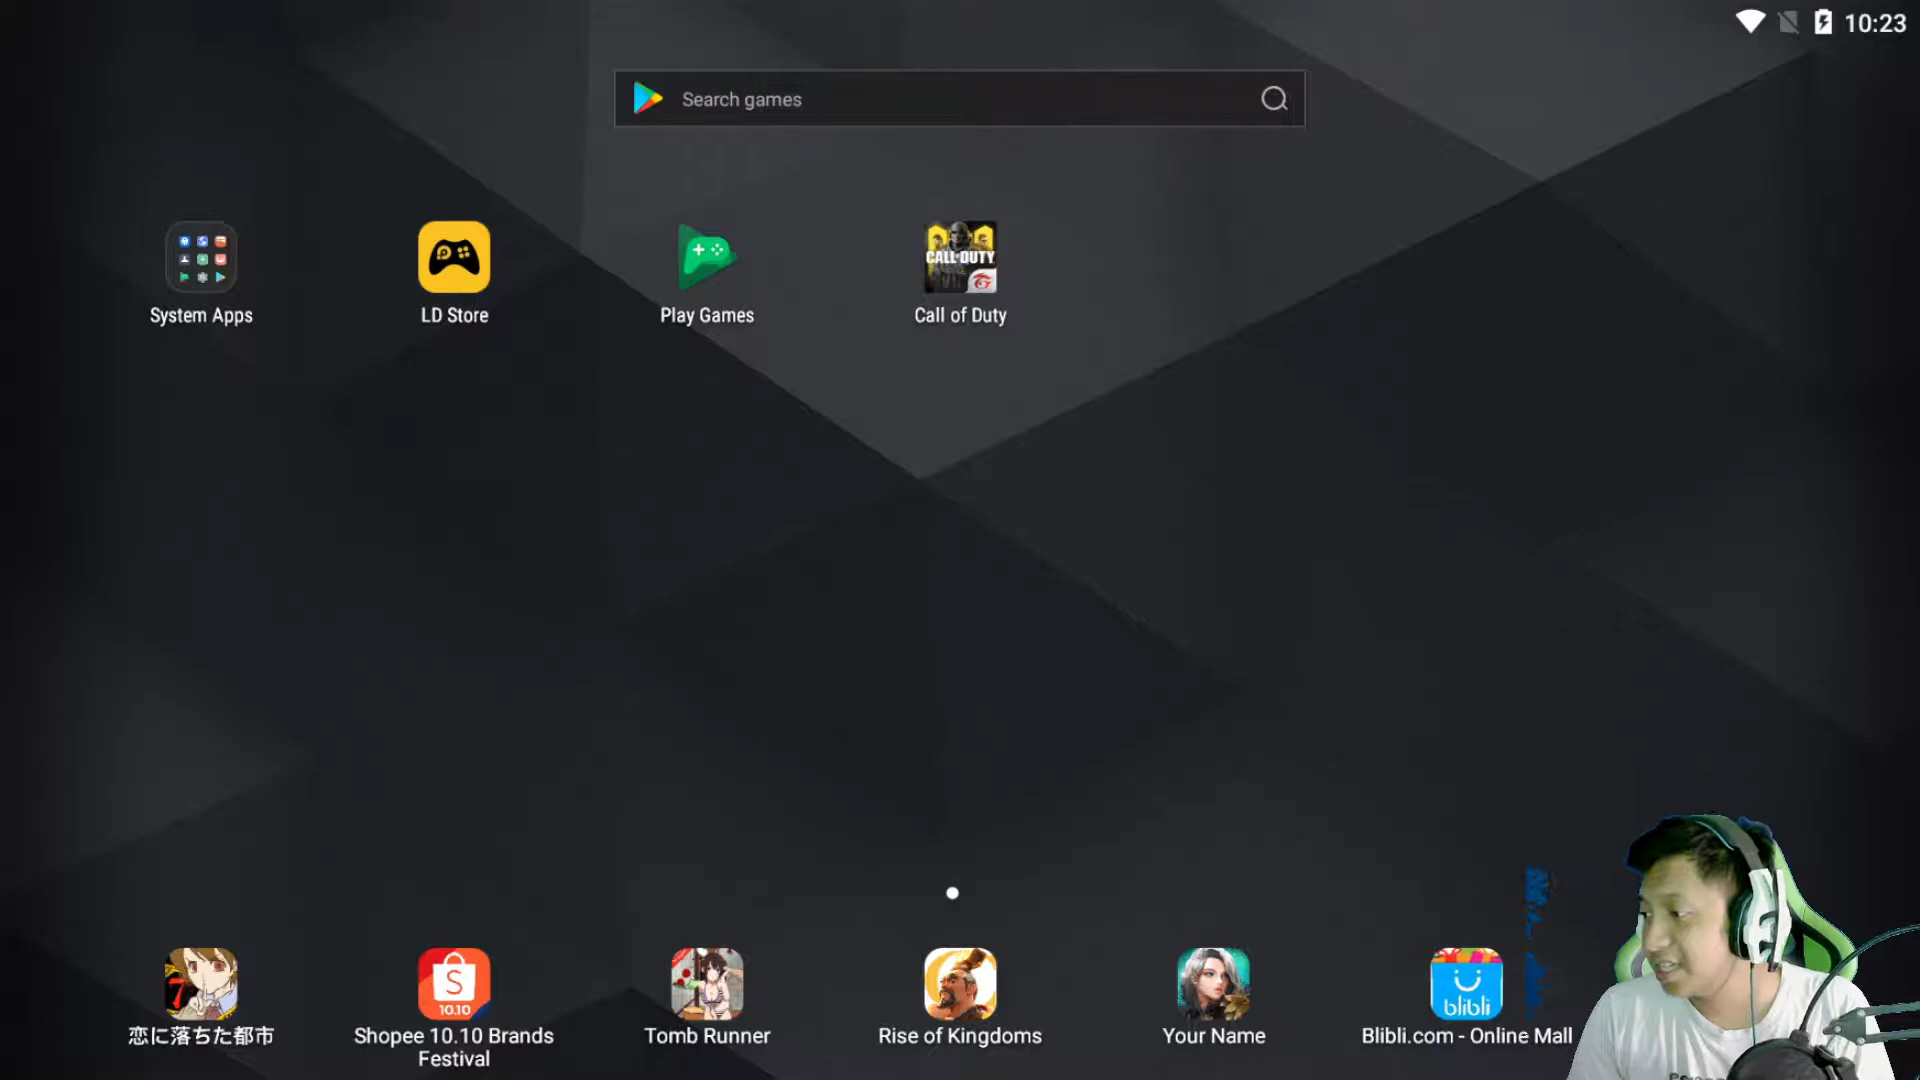 10:23
Search games
CALL OF DUTY
System Apps
LD Store
Play Games
Call of Duty
7
S
10.10
blibli
恋に落ちた都市
Shopee 10.10 Brands
Festival
Tomb Runner
Rise of Kingdoms
Your Name
Blibli.com - Online Mall